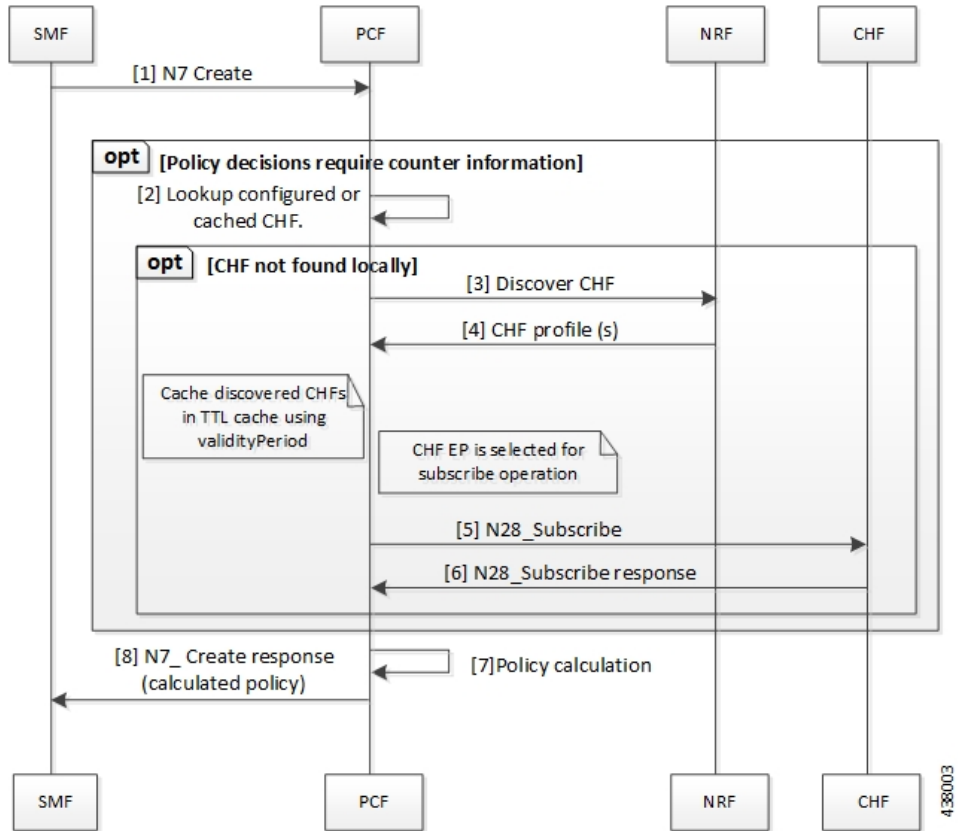 SMF
PCF
NRF
CHF
[1] N7 Create
opt
[Policy decisions require counter information]
[2] Lookup configured or
cached CHF.
opt
[CHF not found locally]
[3] Discover CHF
[4] CHF profile (s)
Cache discovered CHFs
in TTL cache using
validityPeriod
CHF EP is selected for
subscribe operation
[5] N28_Subscribe
[6] N28_Subscribe response
[8] N7_ Create response
(calculated policy)
[7]Policy calculation
SMF
PCF
NRF
CHF
438003